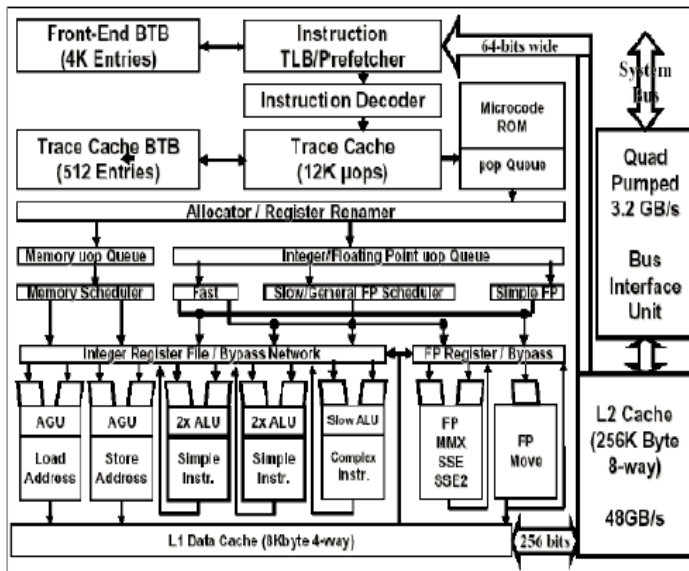 Front-End BTB
(4K Entries)
Instruction
TLB/Prefetcher
64-bits wide
System
Bus
Instruction Decoder
Microcode
ROM
Trace Cache BTB
(512 Entries)
Trace Cache
(12K μops)
μop Queue
Quad
Pumped
3.2 GB/s
Bus
Interface
Unit
Allocator / Register Renamer
Memory uop Queue
Integer/Floating Point uop Queue
Memory Scheduler
Fast
Slow/General FP Scheduler
Simple FP
Integer Register File / Bypass Network
FP Register / Bypass
AGU
Load
Address
AGU
Store
Address
2x ALU
Simple
Instr.
2x ALU
Simple
Instr.
Slow ALU
Complex
Instr.
FP
MMX
SSE
SSE2
FP
Move
L2 Cache
(256K Byte
8-way)
48GB/s
L1 Data Cache (8Kbyte 4-way)
256 bits